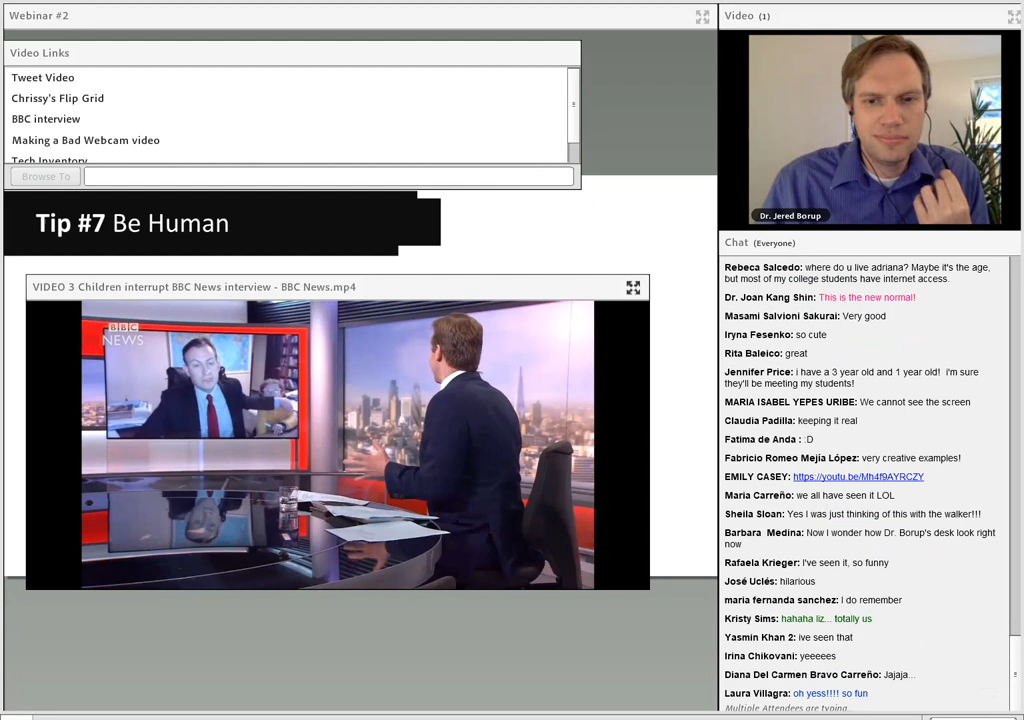 Webinar #2
Video Links
Tweet Video
Chrissy's Flip Grid
BBC interview
Making a Bad Webcam video
Tech Inventory
Browse To
Tip #7 Be Human
VIDEO 3 Children interrupt BBC News interview - BBC News.mp4
BBC
NEWS
Video (1)
Dr. Jered Borup
Chat (Everyone)
Rebeca Salcedo: where do u live adriana? Maybe it's the age,
but most of my college students have internet access.
Dr. Joan Kang Shin: This is the new normal!
Masami Salvioni Sakurai: Very good
Iryna Fesenko: so cute
Rita Baleico: great
Jennifer Price: i have a 3 year old and 1 year old! i'm sure
they'll be meeting my students!
MARIA ISABEL YEPES URIBE: We cannot see the screen
Claudia Padilla: keeping it real
Fatima de Anda : :D
Fabricio Romeo Mejía López: very creative examples!
EMILY CASEY: https://youtu.be/Mh4f9AYRCZY
Maria Carreño: we all have seen it LOL
Sheila Sloan: Yes I was just thinking of this with the walker!!!
Barbara Medina: Now I wonder how Dr. Borup's desk look right
now
Rafaela Krieger: I've seen it, so funny
José Uclés: hilarious
maria fernanda sanchez: I do remember
Kristy Sims: hahaha liz... totally us
Yasmin Khan 2: ive seen that
Irina Chikovani: yeeeees
Diana Del Carmen Bravo Carreño: Jajaja...
Laura Villagra: oh yess!!!! so fun
Multiple Attendees are typing...